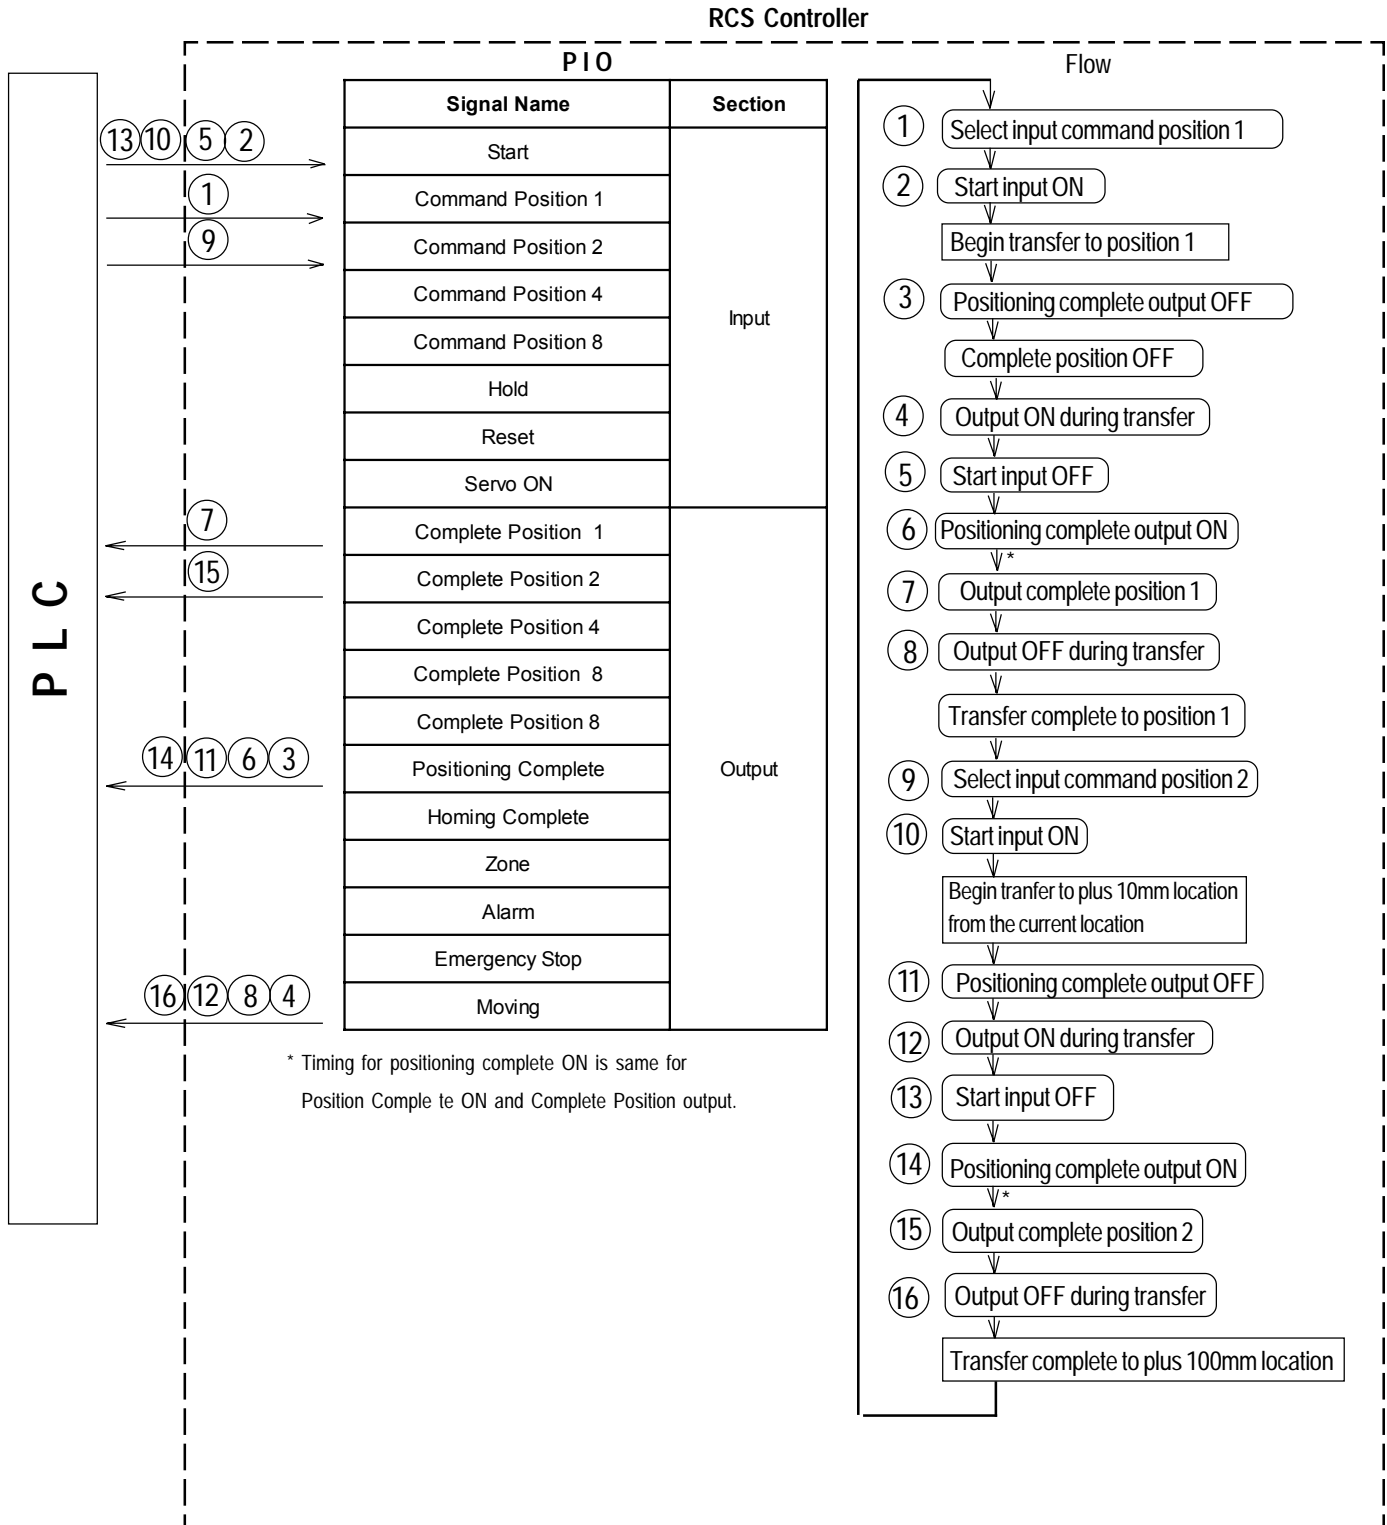 RCS Controller
PIO
Flow
PLC
Signal Name Section
Start
Command Position 1
Command Position 2
Command Position 4
Command Position 8
Hold
Reset
Servo ON
Input
Complete Position 1
Complete Position 2
Complete Position 4
Complete Position 8
Complete Position 8
Positioning Complete
Homing Complete
Zone
Alarm
Emergency Stop
Moving
Output
13 10 5 2
1
9
7
15
14 11 6 3
16 12 8 4
* Timing for positioning complete ON is same for
Position Comple te ON and Complete Position output.
1 Select input command position 1
2 Start input ON
Begin transfer to position 1
3 Positioning complete output OFF
Complete position OFF
4 Output ON during transfer
5 Start input OFF
6 Positioning complete output ON
*
7 Output complete position 1
8 Output OFF during transfer
Transfer complete to position 1
9 Select input command position 2
10 Start input ON
Begin tranfer to plus 10mm location
from the current location
11 Positioning complete output OFF
12 Output ON during transfer
13 Start input OFF
14 Positioning complete output ON
*
15 Output complete position 2
16 Output OFF during transfer
Transfer complete to plus 100mm location